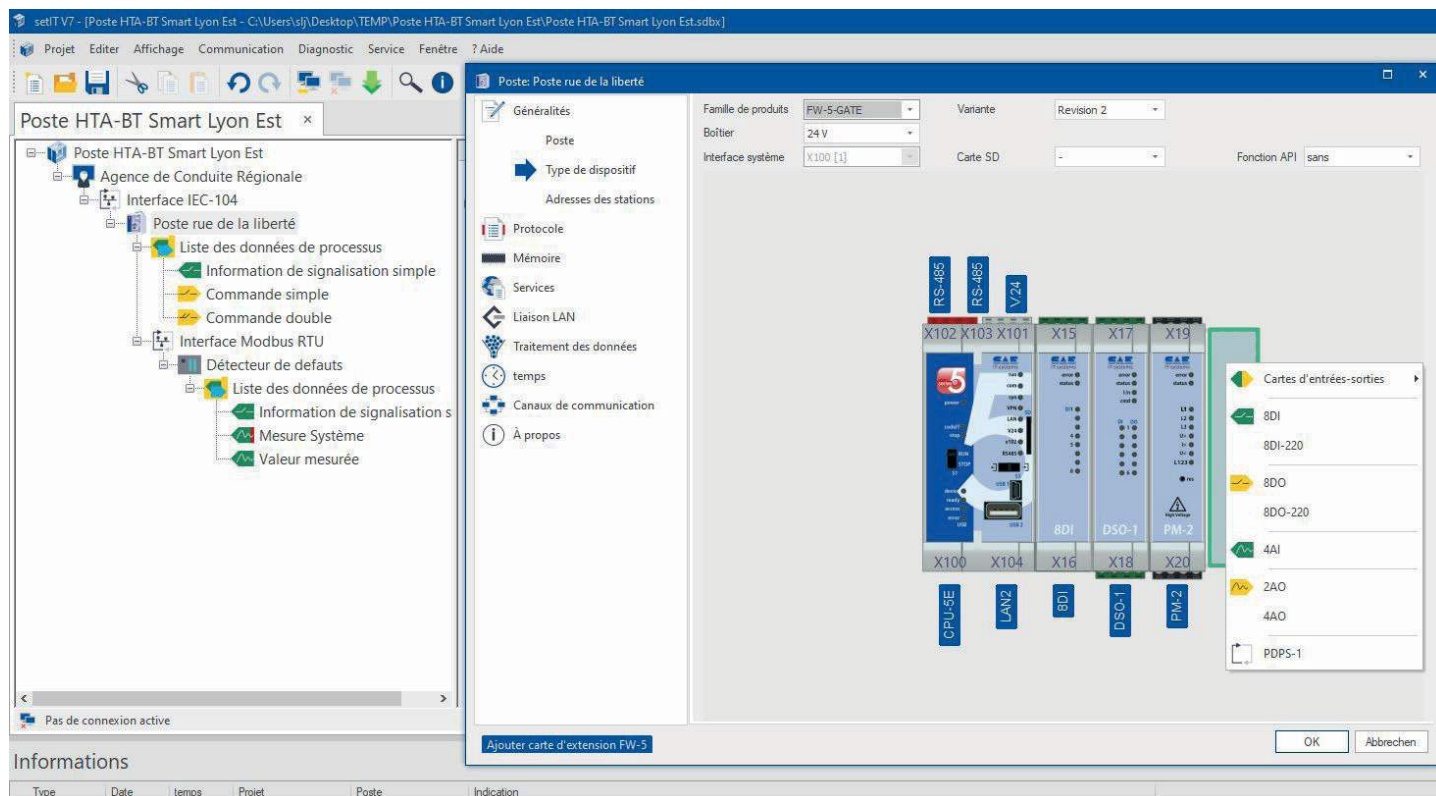 setIT V7 - [Poste HTA-BT Smart Lyon Est - C:\Users\slj\Desktop\TEMP\Poste HTA-BT Smart Lyon Est\Poste HTA-BT Smart Lyon Est.sdbx]
Projet Editer Affichage Communication Diagnostic Service Fenêtre ? Aide
Poste HTA-BT Smart Lyon Est ×
Poste HTA-BT Smart Lyon Est
Agence de Conduite Régionale
Interface IEC-104
Poste rue de la liberté
Liste des données de processus
Information de signalisation simple
Commande simple
Commande double
Interface Modbus RTU
Détecteur de defauts
Liste des données de processus
Information de signalisation s
Mesure Système
Valeur mesurée
Pas de connexion active
Informations
Type Date temps Projet Poste Indication
Poste: Poste rue de la liberté
Généralités
Poste
Type de dispositif
Adresses des stations
Protocole
Mémoire
Services
Liaison LAN
Traitement des données
temps
Canaux de communication
À propos
Ajouter carte d'extension FW-5
Famille de produits FW-5-GATE Variante Revision 2
Boîtier 24 V
Interface système X100 [1] Carte SD - Fonction API sans
RS-485 RS-485 V.24
X102 X103 X101 X15 X17 X19
5
8DI DSO-1 PM-2
X100 X104 X16 X18 X20
CPU-5E LAN2 8DI DSO-1 PM-2
Cartes d'entrées-sorties
8DI
8DI-220
8DO
8DO-220
4AI
2AO
4AO
PDPS-1
OK Abbrechen